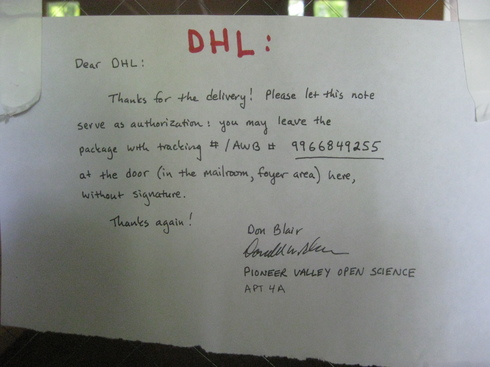 DHL:
Dear DHL:
Thanks for the delivery! Please let this note
serve as authorization: you may leave the
package with tracking # / AWB # 9966849255
at the door (in the mailroom, foyer area) here,
without signature.
Thanks again!
Don Blair
PIONEER VALLEY OPEN SCIENCE
APT 4A